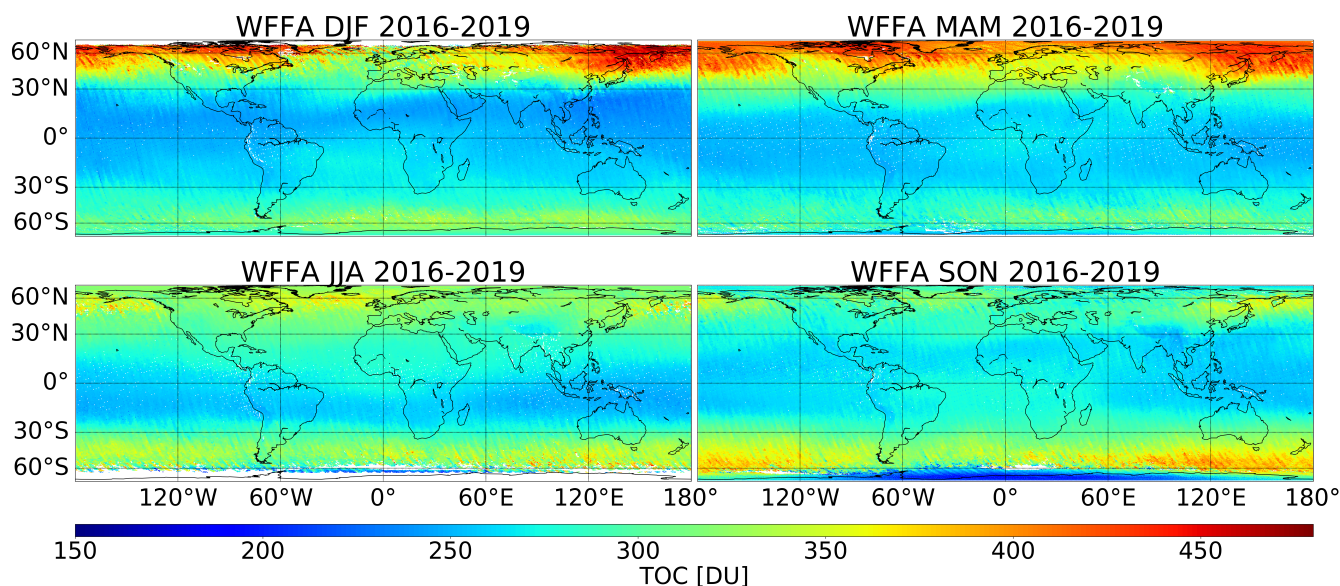 WFFA DJF 2016-2019
WFFA MAM 2016-2019
60°N
30°N
0°
30°S
60°S
WFFA JJA 2016-2019
WFFA SON 2016-2019
60°N
30°N
0°
30°S
60°S
120°W 60°W 0° 60°E 120°E 180°
120°W 60°W 0° 60°E 120°E 180°
150 200 250 300 350 400 450
TOC [DU]